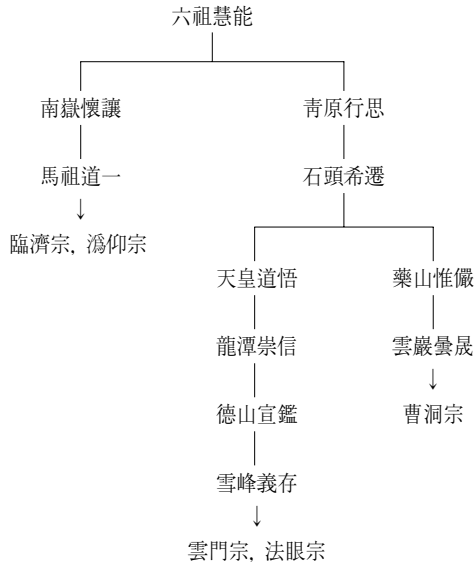 六祖慧能
南嶽懷讓
靑原行思
馬祖道一
石頭希遷
臨濟宗, 潙仰宗
天皇道悟
藥山惟儼
龍潭崇信
雲巖曇晟
德山宣鑑
曹洞宗
雪峰義存
雲門宗, 法眼宗